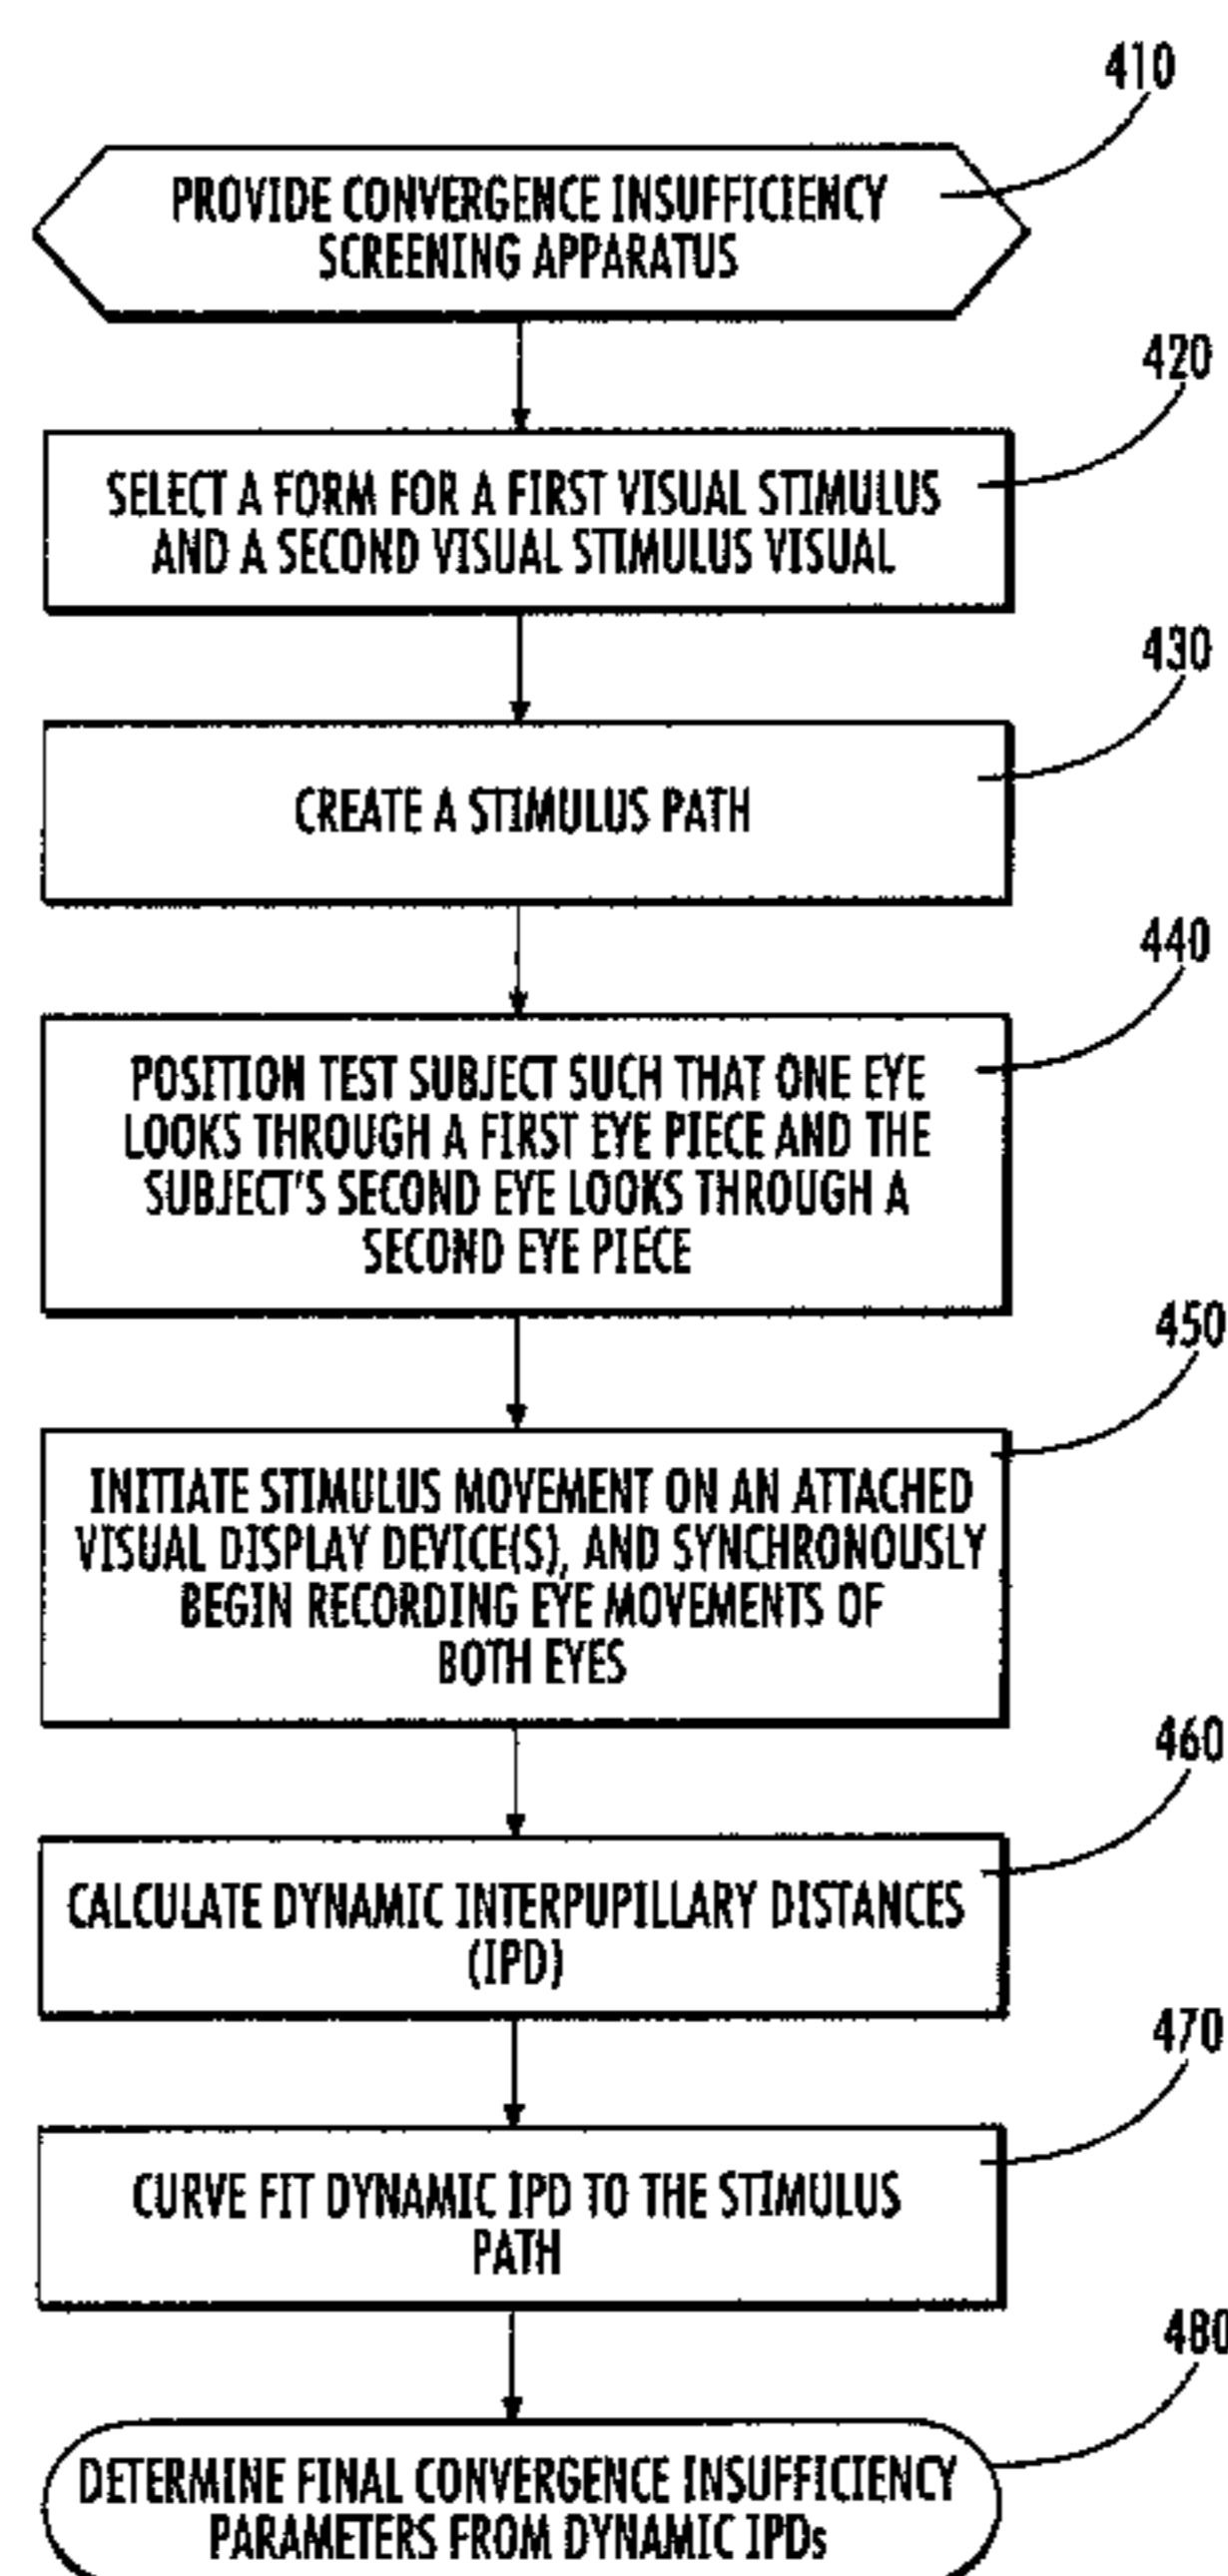 410
PROVIDE CONVERGENCE INSUFFICIENCY
SCREENING APPARATUS
420
SELECT A FORM FOR A FIRST VISUAL STIMULUS
AND A SECOND VISUAL STIMULUS VISUAL
430
CREATE A STIMULUS PATH
440
POSITION TEST SUBJECT SUCH THAT ONE EYE
LOOKS THROUGH A FIRST EYE PIECE AND THE
SUBJECT'S SECOND EYE LOOKS THROUGH A
SECOND EYE PIECE
450
INITIATE STIMULUS MOVEMENT ON AN ATTACHED
VISUAL DISPLAY DEVICE(S), AND SYNCHRONOUSLY
BEGIN RECORDING EYE MOVEMENTS OF
BOTH EYES
460
CALCULATE DYNAMIC INTERPUPILLARY DISTANCES
(IPD)
470
CURVE FIT DYNAMIC IPD TO THE STIMULUS
PATH
480
DETERMINE FINAL CONVERGENCE INSUFFICIENCY
PARAMETERS FROM DYNAMIC IPDs